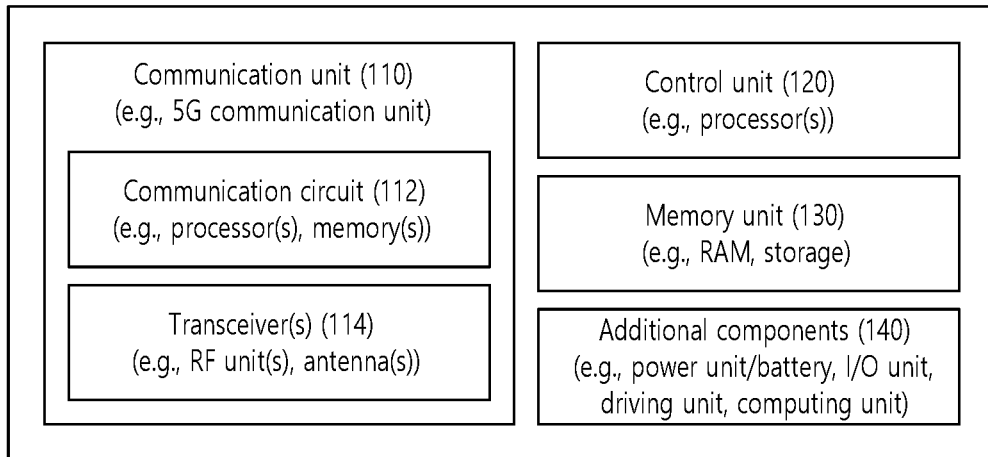 Communication unit (110)
(e.g., 5G communication unit)
Communication circuit (112)
(e.g., processor(s), memory(s))
Transceiver(s) (114)
(e.g., RF unit(s), antenna(s))
Control unit (120)
(e.g., processor(s))
Memory unit (130)
(e.g., RAM, storage)
Additional components (140)
(e.g., power unit/battery, I/O unit,
driving unit, computing unit)